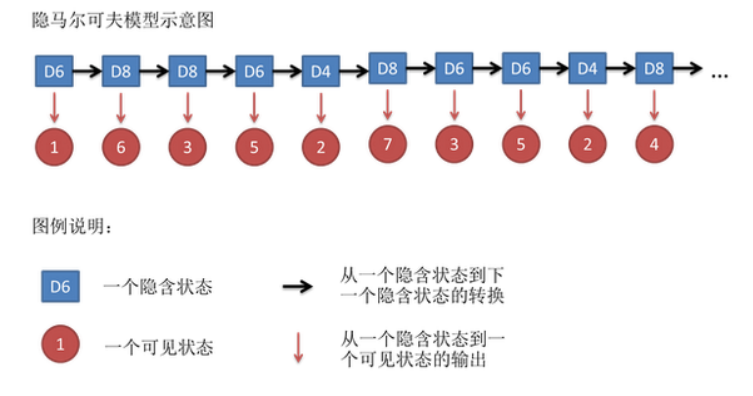 隐马尔可夫模型示意图
D6 D8 D8 D6 D4 D8 D6 D6 D4 D8 ...
1 6 3 5 2 7 3 5 2 4
图例说明:
D6 一个隐含状态
从一个隐含状态到下
一个隐含状态的转换
1 一个可见状态
从一个隐含状态到一
个可见状态的输出